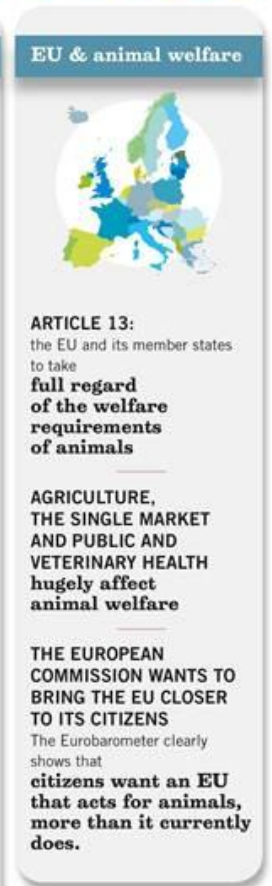 EU & animal welfare
ARTICLE 13:
the EU and its member states
to take
full regard
of the welfare
requirements
of animals
AGRICULTURE,
THE SINGLE MARKET
AND PUBLIC AND
VETERINARY HEALTH
hugely affect
animal welfare
THE EUROPEAN
COMMISSION WANTS TO
BRING THE EU CLOSER
TO ITS CITIZENS
The Eurobarometer clearly
shows that
citizens want an EU
that acts for animals,
more than it currently
does.